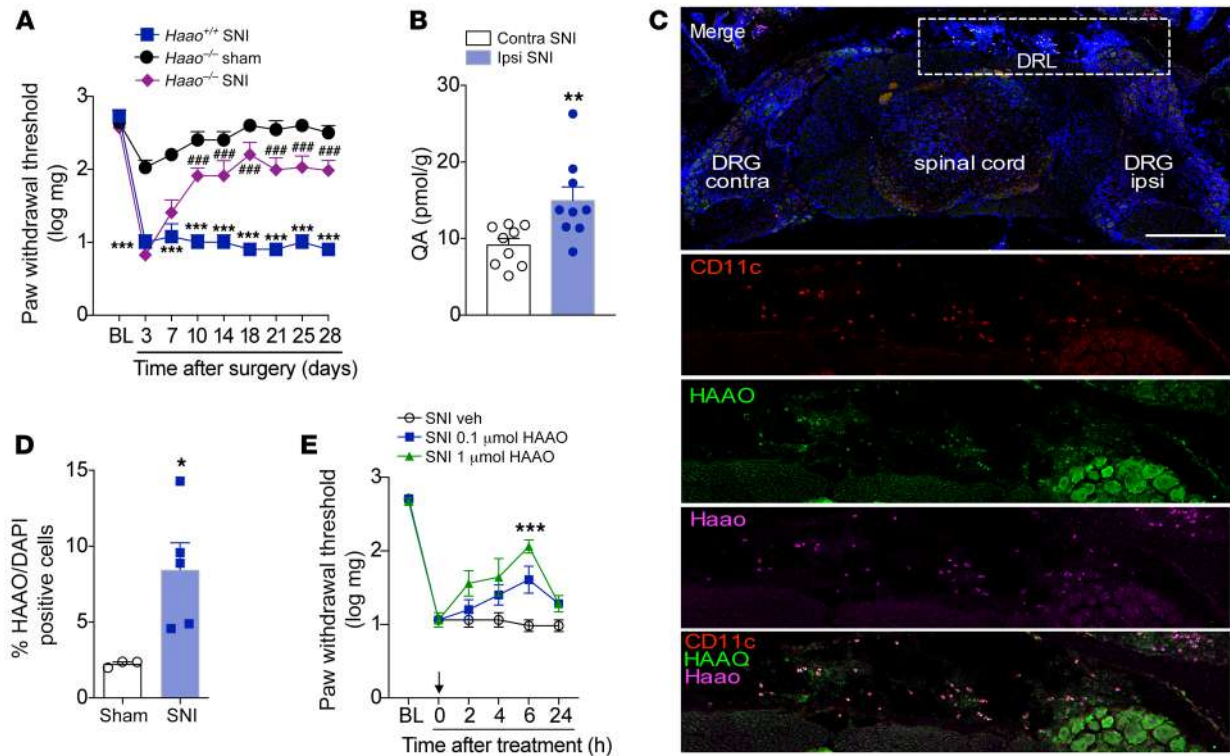 A
Haao+/+ SNI
Haao–/– sham
Haao–/– SNI
Paw withdrawal threshold
(log mg)
3
2
1
0
***
***
***
***
***
***
***
***
###
###
###
###
###
###
BL 3 7 10 14 18 21 25 28
Time after surgery (days)
B
Contra SNI
Ipsi SNI
QA (pmol/g)
30
20
10
0
**
C
Merge
DRL
DRG
contra
spinal cord
DRG
ipsi
CD11c
HAAO
Haao
CD11c
HAAO
Haao
D
% HAAO/DAPI
positive cells
15
10
5
0
*
Sham SNI
E
SNI veh
SNI 0.1 μmol HAAO
SNI 1 μmol HAAO
Paw withdrawal threshold
(log mg)
3
2
1
0
***
BL 0 2 4 6 24
Time after treatment (h)